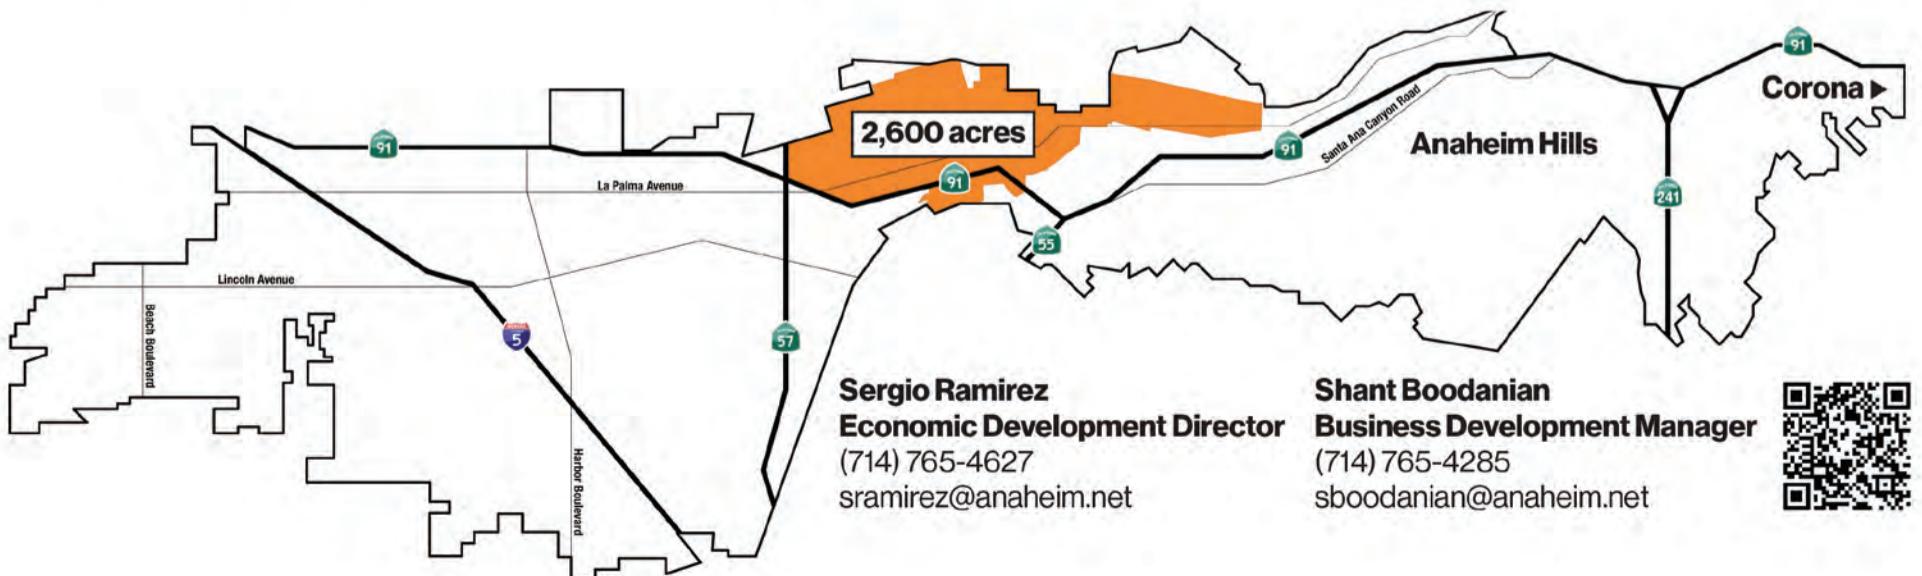 91
Corona
2,600 acres
91
Anaheim Hills
Santa Ana Canyon Road
91
91
La Palma Avenue
241
55
Lincoln Avenue
Beach Boulevard
5
57
Harbor Boulevard
Sergio Ramirez
Economic Development Director
(714) 765-4627
sramirez@anaheim.net
Shant Boodanian
Business Development Manager
(714) 765-4285
sboodanian@anaheim.net